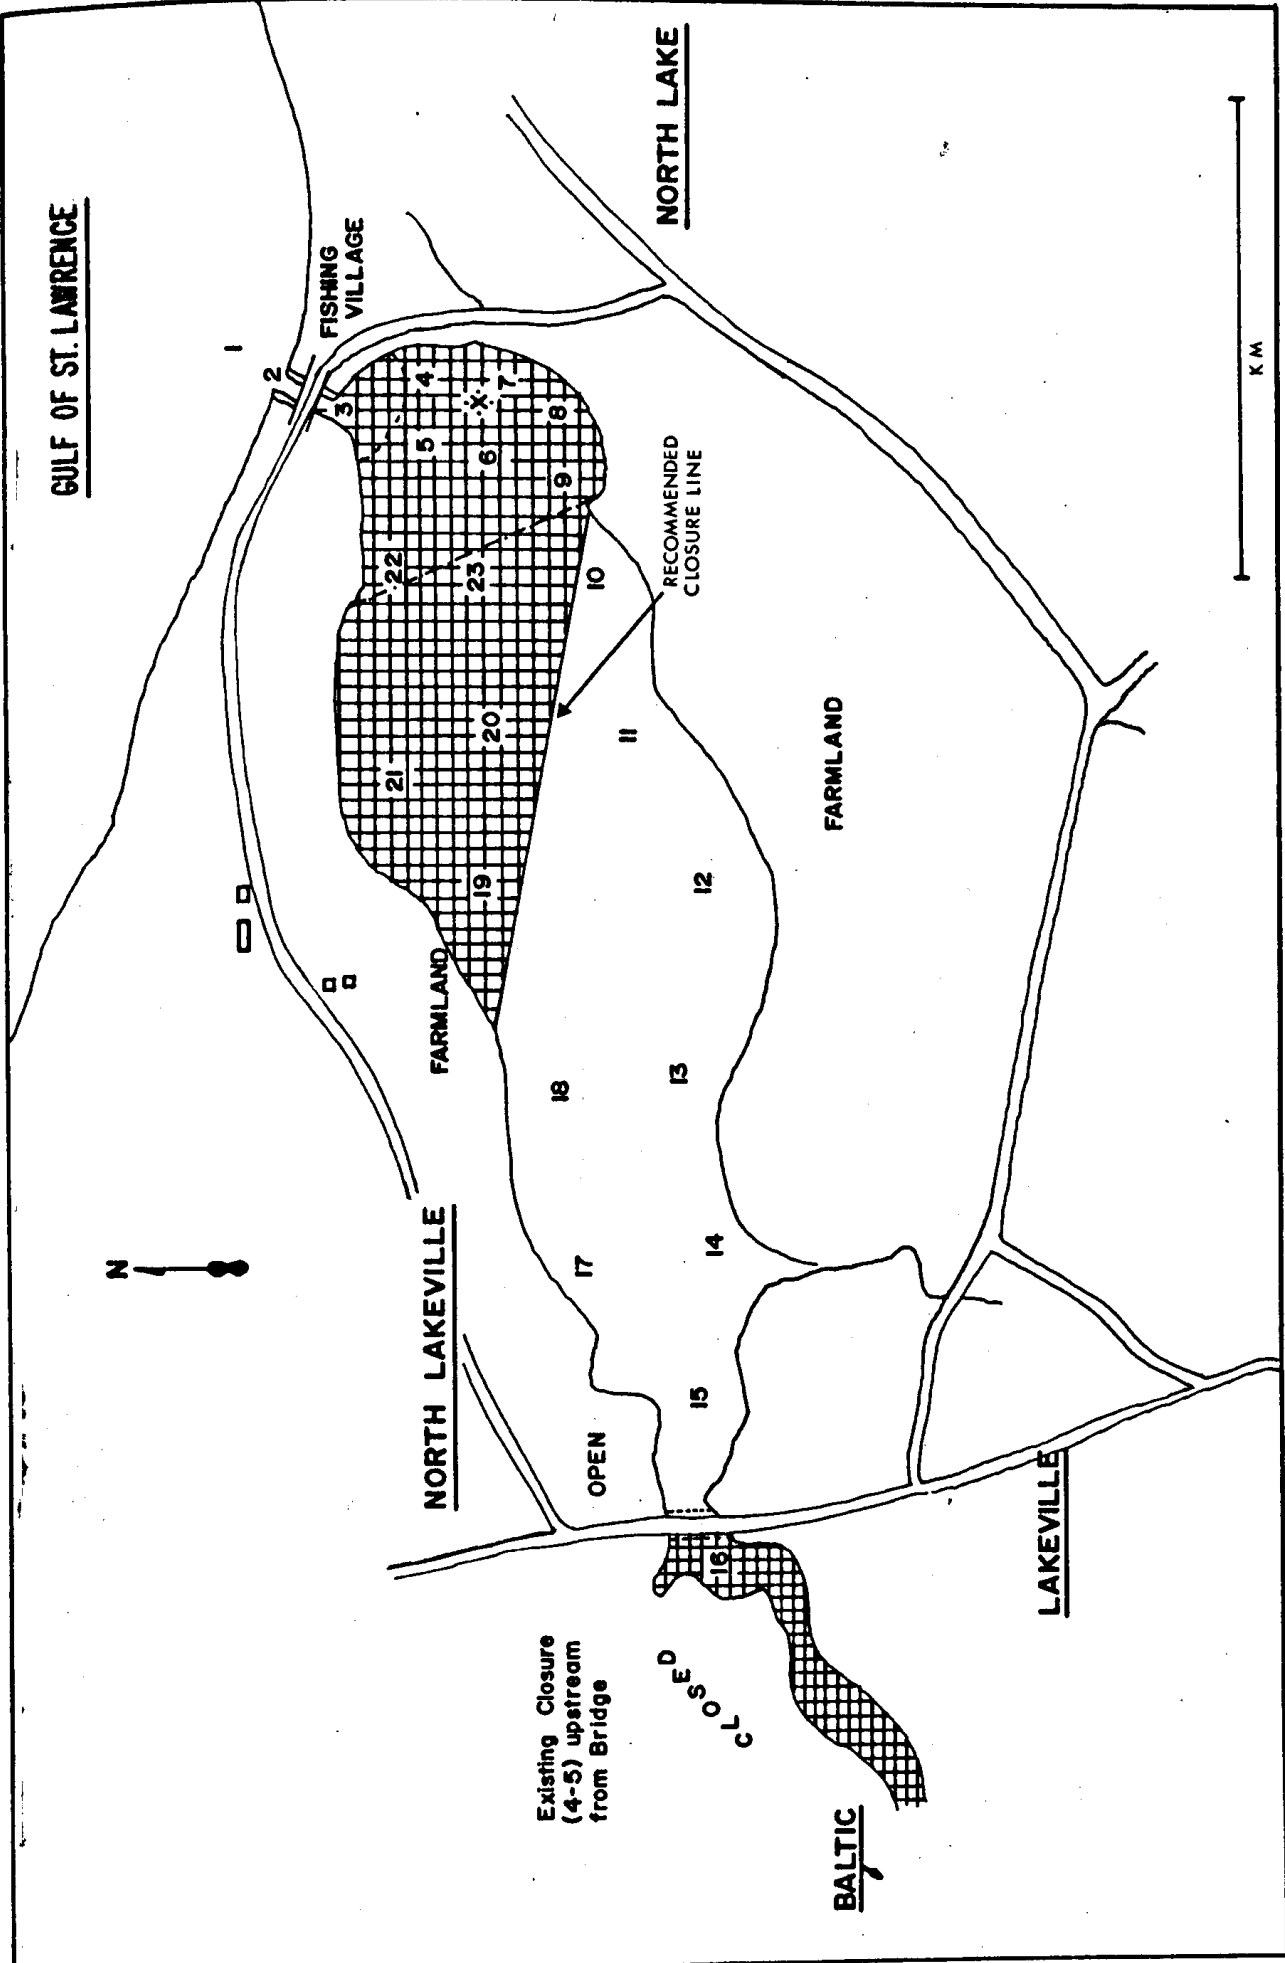 GULF OF ST. LAWRENCE
N
1
2
FISHING
VILLAGE
3
4
5
6
X
7
8
9
22
23
10
21
20
19
RECOMMENDED
CLOSURE LINE
11
12
NORTH LAKE
FARMLAND
FARMLAND
18
13
NORTH LAKEVILLE
17
14
15
OPEN
16
Existing Closure
(4-5) upstream
from Bridge
CLOSED
LAKEVILLE
BALTIC
KM